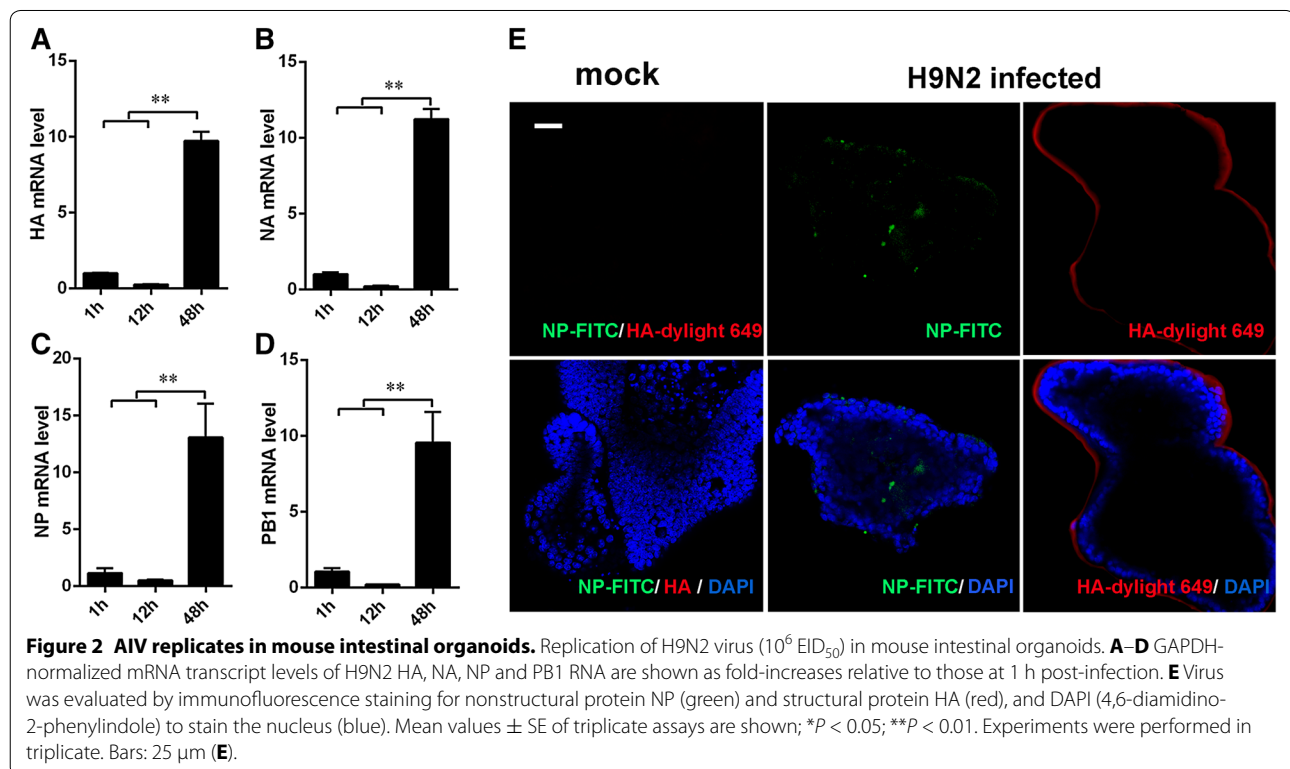 A
15
10
5
0
HA mRNA level
**
1h
12h
48h
B
15
10
5
0
NA mRNA level
**
1h
12h
48h
C
20
15
10
5
0
NP mRNA level
**
1h
12h
48h
D
15
10
5
0
PB1 mRNA level
**
1h
12h
48h
E
mock
H9N2 infected
NP-FITC/HA-dylight 649
NP-FITC
HA-dylight 649
NP-FITC/ HA / DAPI
NP-FITC/ DAPI
HA-dylight 649/ DAPI
Figure 2 AIV replicates in mouse intestinal organoids. Replication of H9N2 virus (10⁶ EID₅₀) in mouse intestinal organoids. A–D GAPDH-
normalized mRNA transcript levels of H9N2 HA, NA, NP and PB1 RNA are shown as fold-increases relative to those at 1 h post-infection. E Virus
was evaluated by immunofluorescence staining for nonstructural protein NP (green) and structural protein HA (red), and DAPI (4,6-diamidino-
2-phenylindole) to stain the nucleus (blue). Mean values ± SE of triplicate assays are shown; *P < 0.05; **P < 0.01. Experiments were performed in
triplicate. Bars: 25 µm (E).